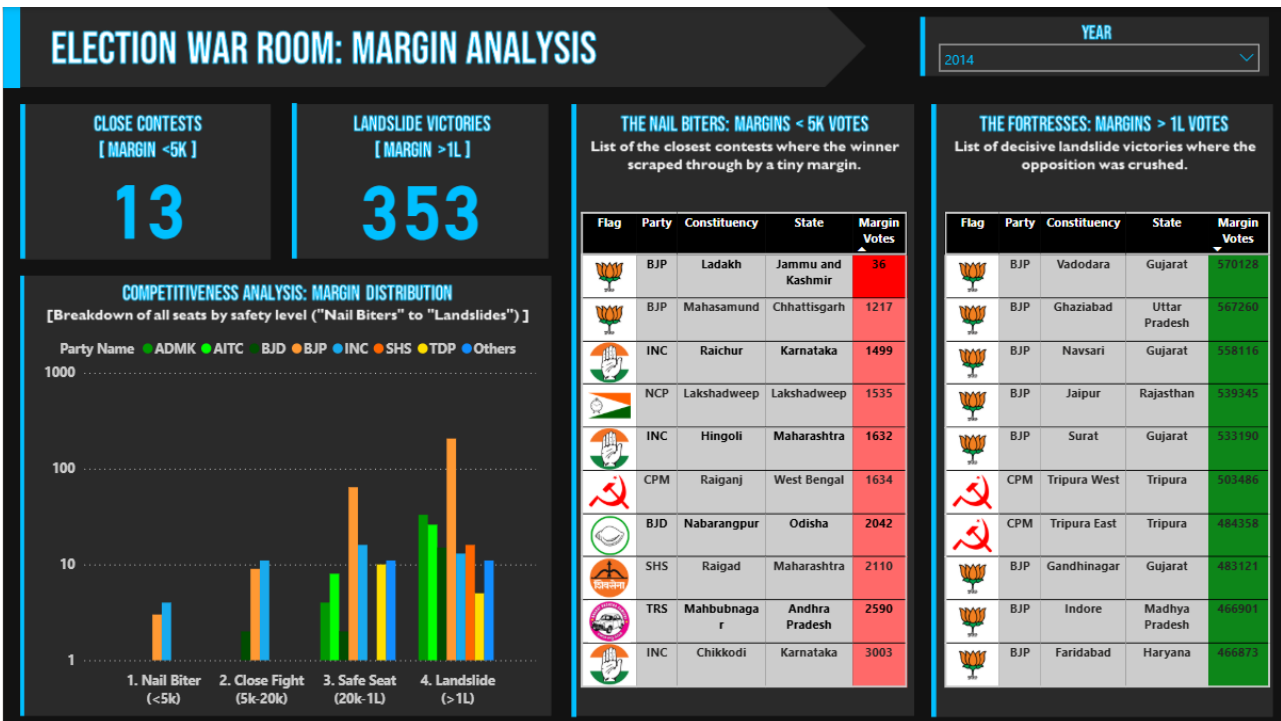 ELECTION WAR ROOM: MARGIN ANALYSIS
YEAR
2014
CLOSE CONTESTS
[ MARGIN <5K ]
13
LANDSLIDE VICTORIES
[ MARGIN >1L ]
353
COMPETITIVENESS ANALYSIS: MARGIN DISTRIBUTION
[Breakdown of all seats by safety level ("Nail Biters" to "Landslides") ]
Party Name ADMK AITC BJD BJP INC SHS TDP Others
1000
100
10
1
1. Nail Biter 2. Close Fight 3. Safe Seat 4. Landslide
(<5k) (5k-20k) (20k-1L) (>1L)
THE NAIL BITERS: MARGINS < 5K VOTES
List of the closest contests where the winner
scraped through by a tiny margin.
Flag Party Constituency State Margin
Votes
BJP Ladakh Jammu and 36
Kashmir
BJP Mahasamund Chhattisgarh 1217
INC Raichur Karnataka 1499
NCP Lakshadweep Lakshadweep 1535
INC Hingoli Maharashtra 1632
CPM Raiganj West Bengal 1634
BJD Nabarangpur Odisha 2042
SHS Raigad Maharashtra 2110
शिवसेना
TRS Mahbubnaga Andhra 2590
r Pradesh
INC Chikkodi Karnataka 3003
THE FORTRESSES: MARGINS > 1L VOTES
List of decisive landslide victories where the
opposition was crushed.
Flag Party Constituency State Margin
Votes
BJP Vadodara Gujarat 570128
BJP Ghaziabad Uttar 567260
Pradesh
BJP Navsari Gujarat 558116
BJP Jaipur Rajasthan 539345
BJP Surat Gujarat 533190
CPM Tripura West Tripura 503486
CPM Tripura East Tripura 484358
BJP Gandhinagar Gujarat 483121
BJP Indore Madhya 466901
Pradesh
BJP Faridabad Haryana 466873